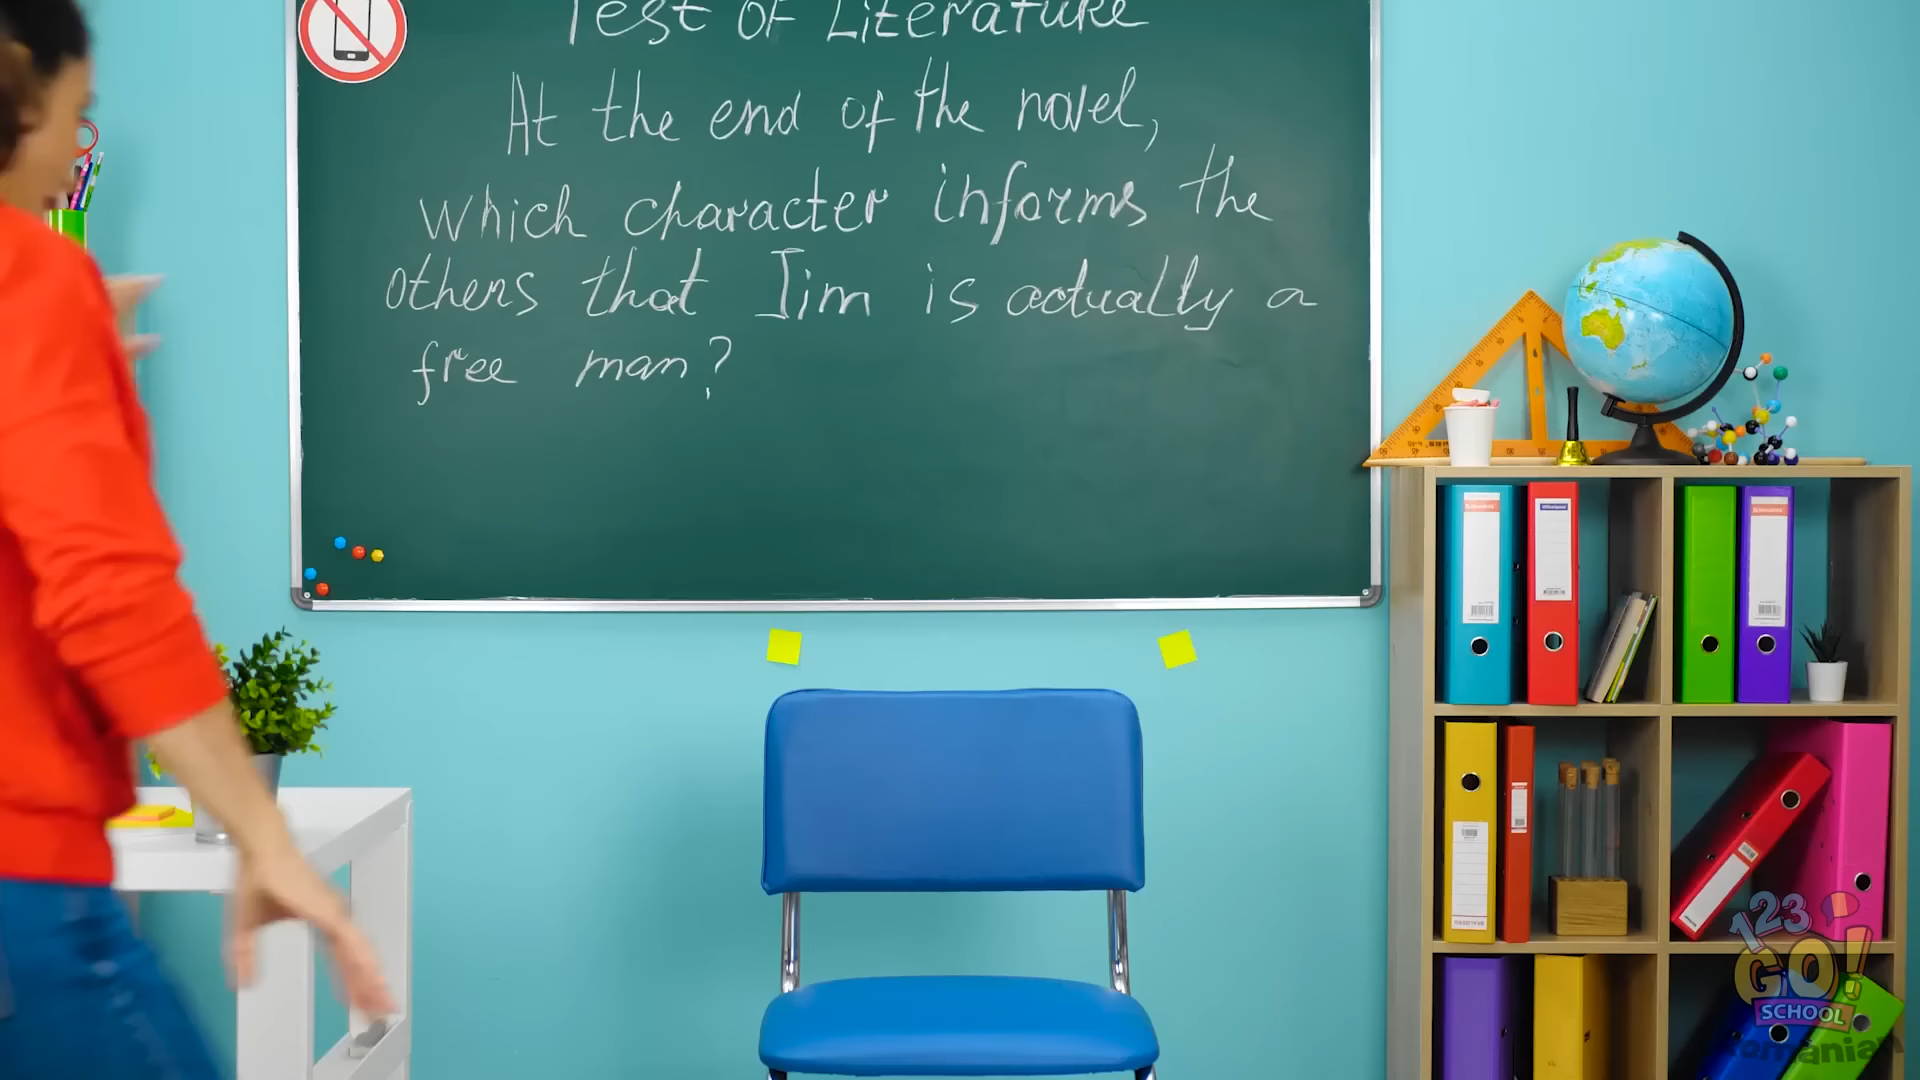 Test of Literature
At the end of the novel,
which character informs the
others that Jim is actually a
free man?
123
GO!
SCHOOL
romanian